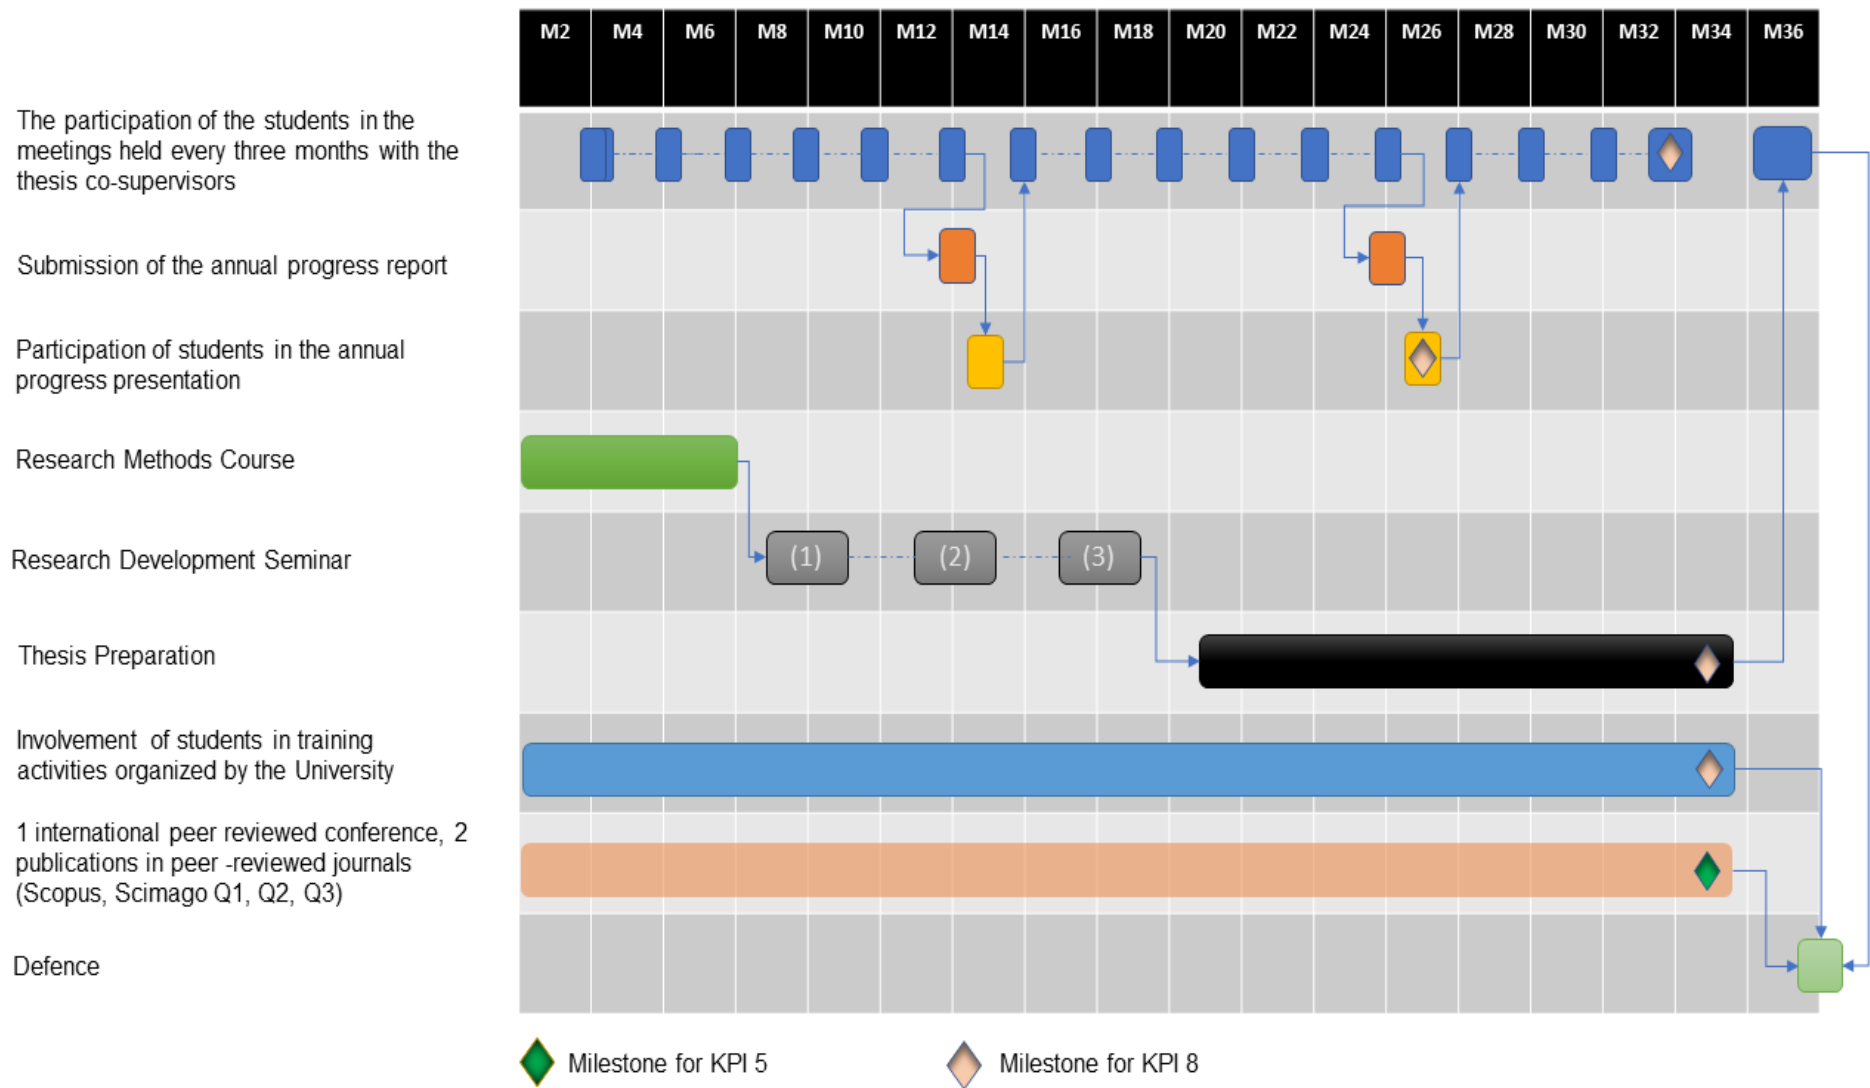 M2 M4 M6 M8 M10 M12 M14 M16 M18 M20 M22 M24 M26 M28 M30 M32 M34 M36
The participation of the students in the
meetings held every three months with the
thesis co-supervisors
Submission of the annual progress report
Participation of students in the annual
progress presentation
Research Methods Course
Research Development Seminar
(1) (2) (3)
Thesis Preparation
Involvement of students in training
activities organized by the University
1 international peer reviewed conference, 2
publications in peer -reviewed journals
(Scopus, Scimago Q1, Q2, Q3)
Defence
Milestone for KPI 5
Milestone for KPI 8